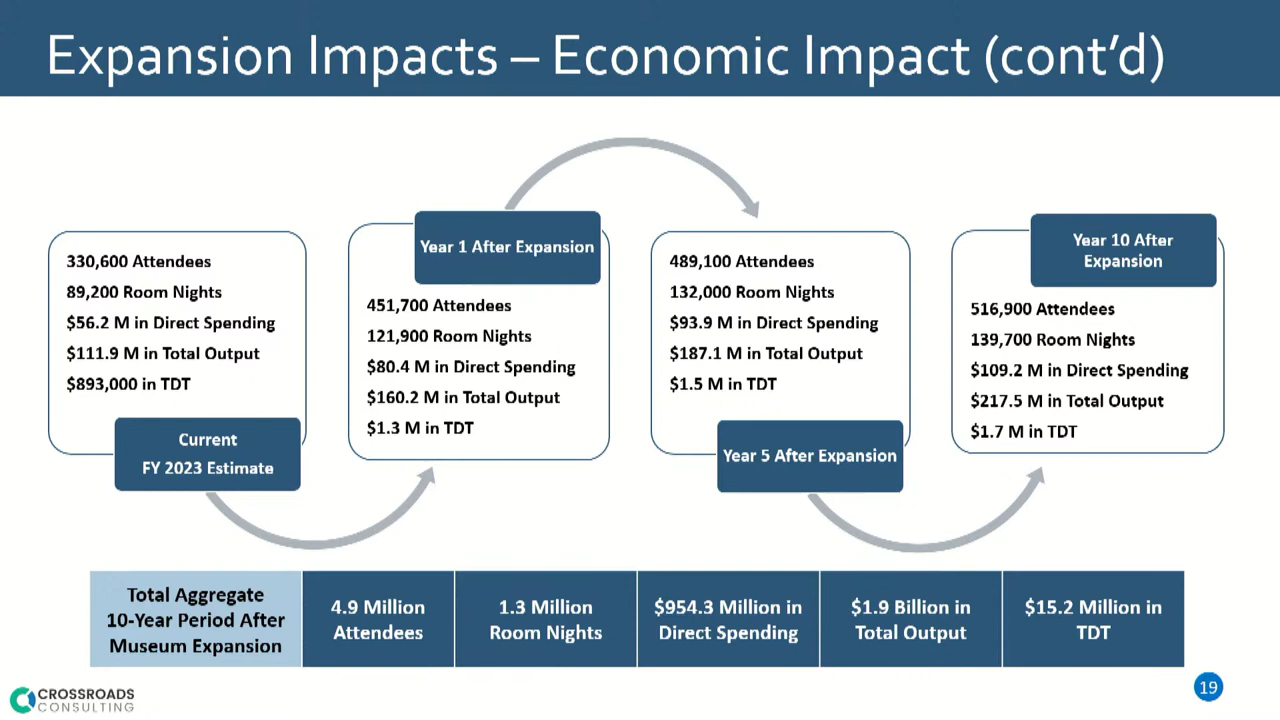 Expansion Impacts – Economic Impact (cont’d)
330,600 Attendees
89,200 Room Nights
$56.2 M in Direct Spending
$111.9 M in Total Output
$893,000 in TDT
Current
FY 2023 Estimate
Year 1 After Expansion
451,700 Attendees
121,900 Room Nights
$80.4 M in Direct Spending
$160.2 M in Total Output
$1.3 M in TDT
489,100 Attendees
132,000 Room Nights
$93.9 M in Direct Spending
$187.1 M in Total Output
$1.5 M in TDT
Year 5 After Expansion
Year 10 After
Expansion
516,900 Attendees
139,700 Room Nights
$109.2 M in Direct Spending
$217.5 M in Total Output
$1.7 M in TDT
Total Aggregate
10-Year Period After
Museum Expansion
4.9 Million
Attendees
1.3 Million
Room Nights
$954.3 Million in
Direct Spending
$1.9 Billion in
Total Output
$15.2 Million in
TDT
CROSSROADS
CONSULTING
19